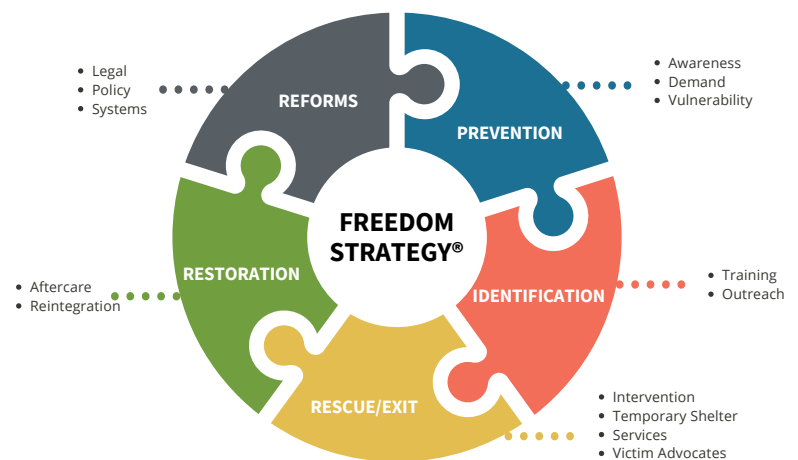 FREEDOM
STRATEGY®
PREVENTION
• Awareness
• Demand
• Vulnerability
IDENTIFICATION
• Training
• Outreach
RESCUE/EXIT
• Intervention
• Temporary Shelter
• Services
• Victim Advocates
RESTORATION
• Aftercare
• Reintegration
REFORMS
• Legal
• Policy
• Systems